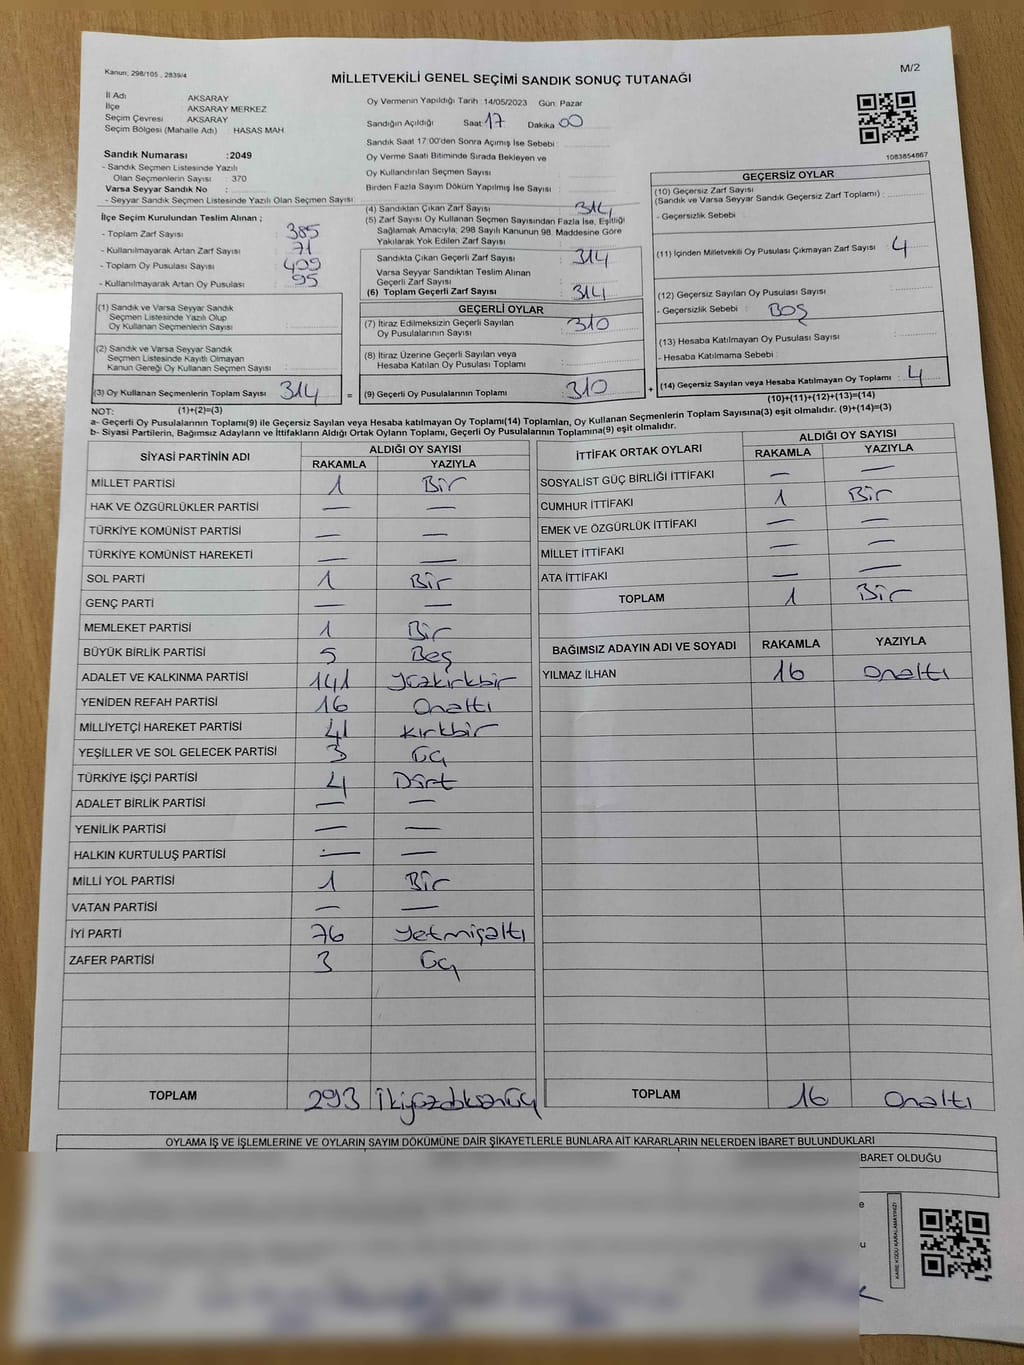 Kanun; 298/105 , 2839/4
M/2
MİLLETVEKİLİ GENEL SEÇİMİ SANDIK SONUÇ TUTANAĞI
İl Adı AKSARAY
İlçe AKSARAY MERKEZ
Seçim Çevresi AKSARAY
Seçim Bölgesi (Mahalle Adı) : HASAS MAH
Sandık Numarası :2049
- Sandık Seçmen Listesinde Yazılı
Olan Seçmenlerin Sayısı : 370
Varsa Seyyar Sandık No :
- Seyyar Seçmen Listesinde Yazılı Olan Seçmen Sayısı
İlçe Seçim Kurulundan Teslim Alınan ;
- Toplam Zarf Sayısı : 385
- Kullanılmayarak Artan Zarf Sayısı : 71
- Toplam Oy Pusulası Sayısı : 409
- Kullanılmayarak Artan Oy Pusulası : 95
Oy Vermenin Yapıldığı Tarih :14/05/2023 Gün: Pazar
Sandığın Açıldığı Saat: 17 Dakika 00
Sandık Saat 17:00'den Sonra Açımış İse Sebebi :
Oy Verme Saati Bitiminde Sırada Bekleyen ve
Oy Kullandırılan Seçmen Sayısı :
Birden Fazla Sayım Döküm Yapılmış İse Sayısı :
(4) Sandıktan Çıkan Zarf Sayısı : 314
(5) Zarf Sayısı Oy Kullanan Seçmen Sayısından Fazla İse, Eşitliği
Sağlamak Amacıyla; 298 Sayılı Kanunun 98. Maddesine Göre
Yakılarak Yok Edilen Zarf Sayısı :
Sandıkta Çıkan Geçerli Zarf Sayısı : 314
Varsa Seyyar Sandıktan Teslim Alınan
Geçerli Zarf Sayısı :
(6) Toplam Geçerli Zarf Sayısı : 314
1083854867
GEÇERSİZ OYLAR
(10) Geçersiz Zarf Sayısı
(Sandık ve Varsa Seyyar Sandık Geçersiz Zarf Toplamı) :
- Geçersizlik Sebebi :
(11) İçinden Milletvekili Oy Pusulası Çıkmayan Zarf Sayısı : 4
(12) Geçersiz Sayılan Oy Pusulası Sayısı :
- Geçersizlik Sebebi : Boş
(13) Hesaba Katılmayan Oy Pusulası Sayısı :
- Hesaba Katılmama Sebebi :
(14) Geçersiz Sayılan veya Hesaba Katılmayan Oy Toplamı : 4
(10)+(11)+(12)+(13)=(14)
(1) Sandık ve Varsa Seyyar Sandık
Seçmen Listesinde Yazılı Olup
Oy Kullanan Seçmenlerin Sayısı :
(2) Sandık ve Varsa Seyyar Sandık
Seçmen Listesinde Kayıtlı Olmayan
Kanun Gereği Oy Kullanan Seçmen Sayısı :
(3) Oy Kullanan Seçmenlerin Toplam Sayısı : 314 =
(1)+(2)=(3)
GEÇERLİ OYLAR
(7) İtiraz Edilmeksizin Geçerli Sayılan
Oy Pusulalarının Sayısı : 310
(8) İtiraz Üzerine Geçerli Sayılan veya
Hesaba Katılan Oy Pusulası Toplamı :
(9) Geçerli Oy Pusulalarının Toplamı : 310 +
NOT:
a- Geçerli Oy Pusulalarının Toplamı(9) ile Geçersiz Sayılan veya Hesaba katılmayan Oy Toplamı(14) Toplamları, Oy Kullanan Seçmenlerin Toplam Sayısına(3) eşit olmalıdır. (9)+(14)=(3)
b- Siyasi Partilerin, Bağımsız Adayların ve İttifakların Aldığı Ortak Oyların Toplamı, Geçerli Oy Pusulalarının Toplamına(9) eşit olmalıdır.
SİYASİ PARTİNİN ADI ALDIĞI OY SAYISI
RAKAMLA YAZIYLA
MİLLET PARTİSİ 1 Bir
HAK VE ÖZGÜRLÜKLER PARTİSİ — —
TÜRKİYE KOMÜNİST PARTİSİ — —
TÜRKİYE KOMÜNİST HAREKETİ — —
SOL PARTİ 1 Bir
GENÇ PARTİ — —
MEMLEKET PARTİSİ 1 Bir
BÜYÜK BİRLİK PARTİSİ 5 Beş
ADALET VE KALKINMA PARTİSİ 141 Yüzkırkbir
YENİDEN REFAH PARTİSİ 16 Onaltı
MİLLİYETÇİ HAREKET PARTİSİ 41 Kırkbir
YEŞİLLER VE SOL GELECEK PARTİSİ 3 Üç
TÜRKİYE İŞÇİ PARTİSİ 4 Dört
ADALET BİRLİK PARTİSİ — —
YENİLİK PARTİSİ — —
HALKIN KURTULUŞ PARTİSİ — —
MİLLİ YOL PARTİSİ 1 Bir
VATAN PARTİSİ — —
İYİ PARTİ 76 Yetmişaltı
ZAFER PARTİSİ 3 Üç
TOPLAM 293 İkiyüzdoksanüç
İTTİFAK ORTAK OYLARI ALDIĞI OY SAYISI
RAKAMLA YAZIYLA
SOSYALİST GÜÇ BİRLİĞİ İTTİFAKI — —
CUMHUR İTTİFAKI 1 Bir
EMEK VE ÖZGÜRLÜK İTTİFAKI — —
MİLLET İTTİFAKI — —
ATA İTTİFAKI — —
TOPLAM 1 Bir
BAĞIMSIZ ADAYIN ADI VE SOYADI RAKAMLA YAZIYLA
YILMAZ İLHAN 16 Onaltı
TOPLAM 16 Onaltı
OYLAMA İŞ VE İŞLEMLERİNE VE OYLARIN SAYIM DÖKÜMÜNE DAİR ŞİKAYETLERLE BUNLARA AİT KARARLARIN NELERDEN İBARET BULUNDUKLARI
BARET OLDUĞU
KARE KODU KARALAMAYINIZ!